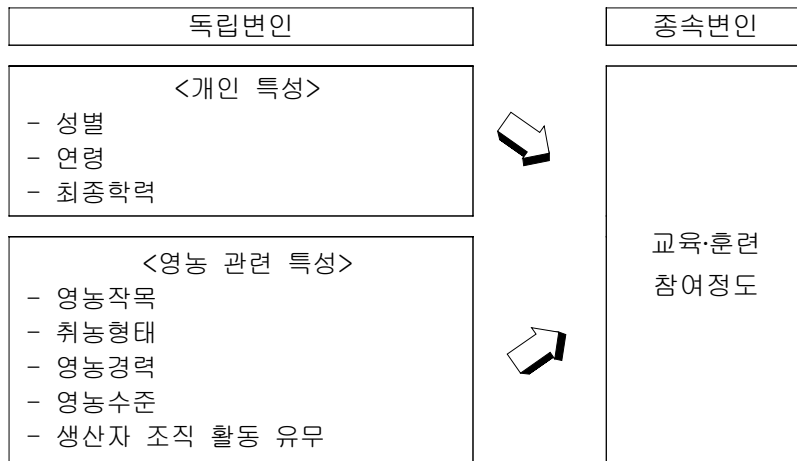 독립변인
종속변인
<개인 특성>
- 성별
- 연령
- 최종학력
<영농 관련 특성>
- 영농작목
- 취농형태
- 영농경력
- 영농수준
- 생산자 조직 활동 유무
교육·훈련
참여정도